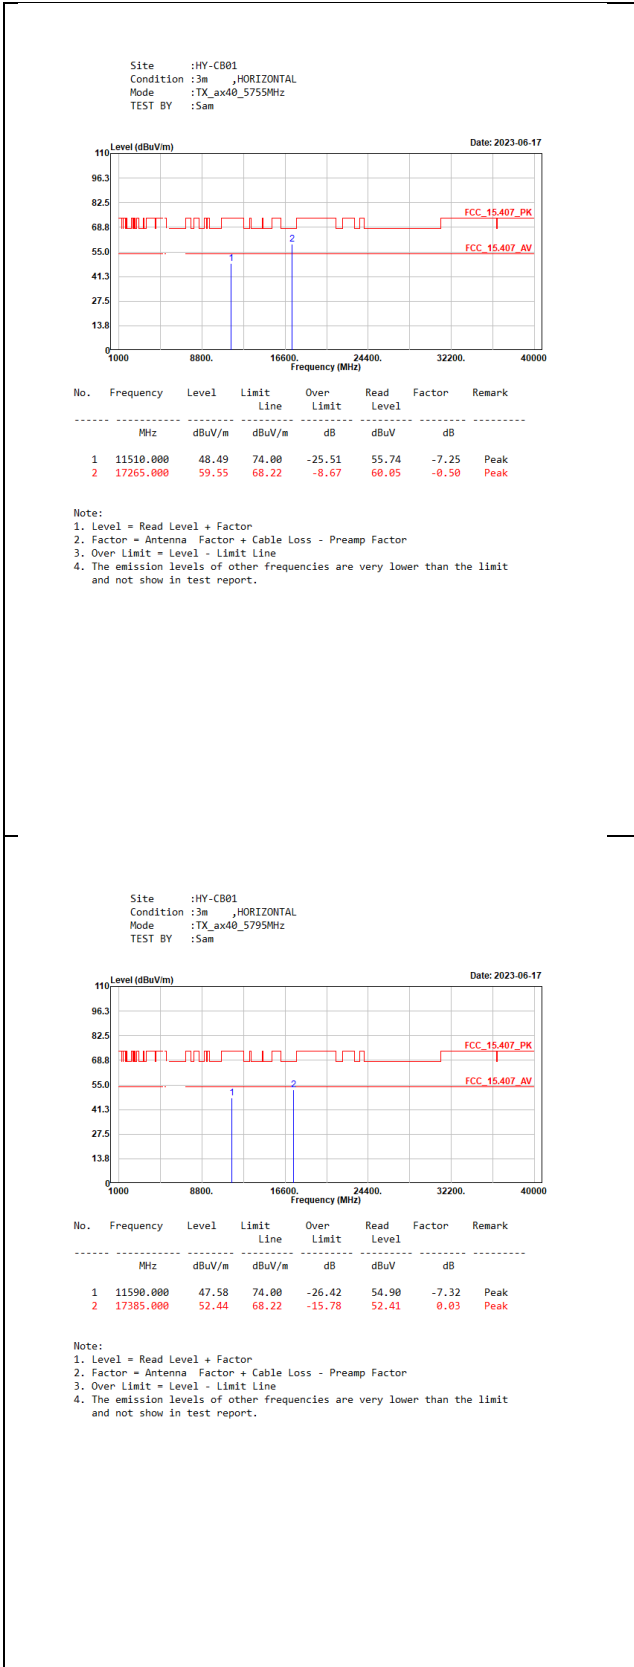 Site :HY-CB01
Condition :3m ,HORIZONTAL
Mode :TX_ax40_5755MHz
TEST BY :Sam
Level (dBuV/m) Date: 2023-06-17
110
96.3
82.5
FCC_15.407_PK
68.8
55.0
FCC_15.407_AV
1
2
41.3
27.5
13.8
0
1000 8800. 16600. 24400. 32200. 40000
Frequency (MHz)
No. Frequency Level Limit Over Read Factor Remark
Line Limit Level
------ ----------- -------- --------- --------- --------- -------- ---------
MHz dBuV/m dBuV/m dB dBuV dB
1 11510.000 48.49 74.00 -25.51 55.74 -7.25 Peak
2 17265.000 59.55 68.22 -8.67 60.05 -0.50 Peak
Note:
1. Level = Read Level + Factor
2. Factor = Antenna Factor + Cable Loss - Preamp Factor
3. Over Limit = Level - Limit Line
4. The emission levels of other frequencies are very lower than the limit
and not show in test report.
Site :HY-CB01
Condition :3m ,HORIZONTAL
Mode :TX_ax40_5795MHz
TEST BY :Sam
Level (dBuV/m) Date: 2023-06-17
110
96.3
82.5
FCC_15.407_PK
68.8
55.0
FCC_15.407_AV
1
2
41.3
27.5
13.8
0
1000 8800. 16600. 24400. 32200. 40000
Frequency (MHz)
No. Frequency Level Limit Over Read Factor Remark
Line Limit Level
------ ----------- -------- --------- --------- --------- -------- ---------
MHz dBuV/m dBuV/m dB dBuV dB
1 11590.000 47.58 74.00 -26.42 54.90 -7.32 Peak
2 17385.000 52.44 68.22 -15.78 52.41 0.03 Peak
Note:
1. Level = Read Level + Factor
2. Factor = Antenna Factor + Cable Loss - Preamp Factor
3. Over Limit = Level - Limit Line
4. The emission levels of other frequencies are very lower than the limit
and not show in test report.